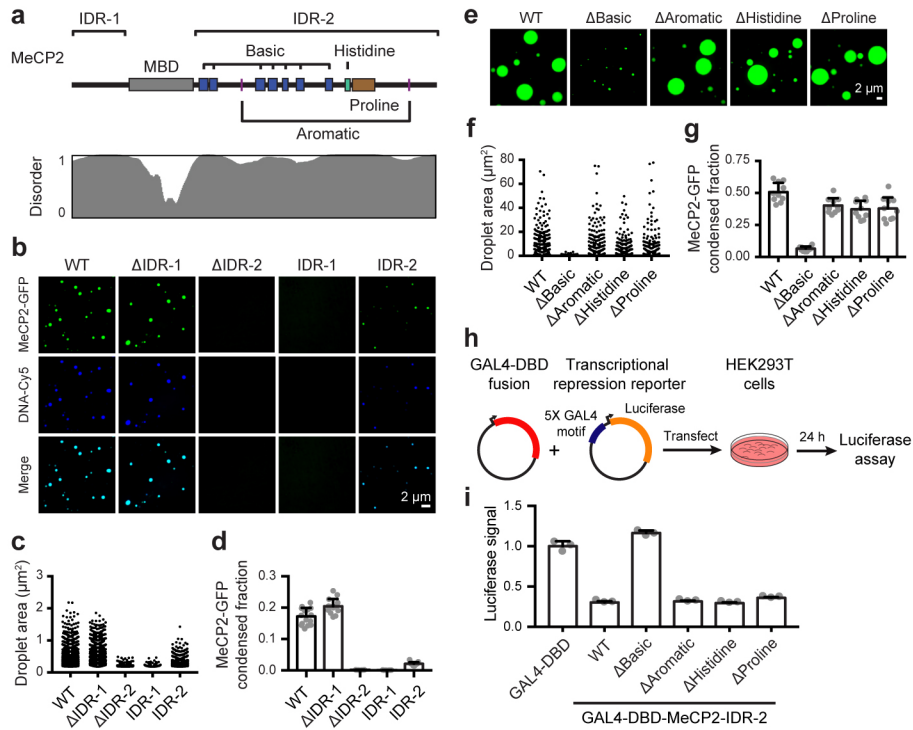 a
IDR-1
IDR-2
MeCP2
MBD
Basic
Histidine
Proline
Aromatic
Disorder
1
0
b
WT
ΔIDR-1
ΔIDR-2
IDR-1
IDR-2
MeCP2-GFP
DNA-Cy5
Merge
2 µm
c
Droplet area (µm²)
3
2
1
0
WT
ΔIDR-1
ΔIDR-2
IDR-1
IDR-2
d
MeCP2-GFP
condensed fraction
0.3
0.2
0.1
0.0
WT
ΔIDR-1
ΔIDR-2
IDR-1
IDR-2
e
WT
ΔBasic
ΔAromatic
ΔHistidine
ΔProline
2 µm
f
Droplet area (µm²)
80
60
40
20
0
WT
ΔBasic
ΔAromatic
ΔHistidine
ΔProline
g
MeCP2-GFP
condensed fraction
0.75
0.50
0.25
0.00
WT
ΔBasic
ΔAromatic
ΔHistidine
ΔProline
h
GAL4-DBD
fusion
Transcriptional
repression reporter
HEK293T
cells
5X GAL4
motif
Luciferase
+
Transfect
24 h
Luciferase
assay
i
Luciferase signal
1.5
1.0
0.5
0.0
GAL4-DBD
WT
ΔBasic
ΔAromatic
ΔHistidine
ΔProline
GAL4-DBD-MeCP2-IDR-2